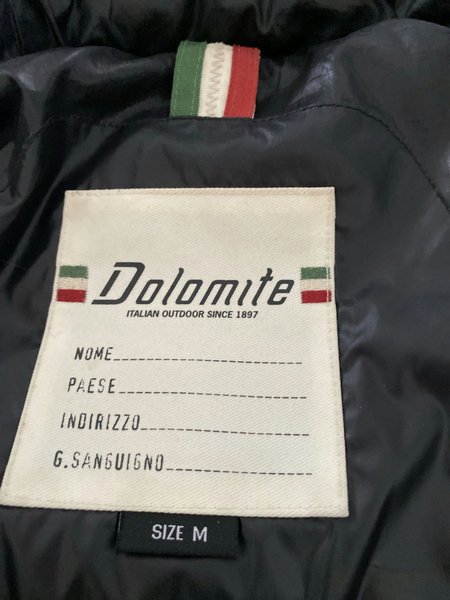 Dolomite
ITALIAN OUTDOOR SINCE 1897
NOME
PAESE
INDIRIZZO
G.SANGUIGNO
SIZE M